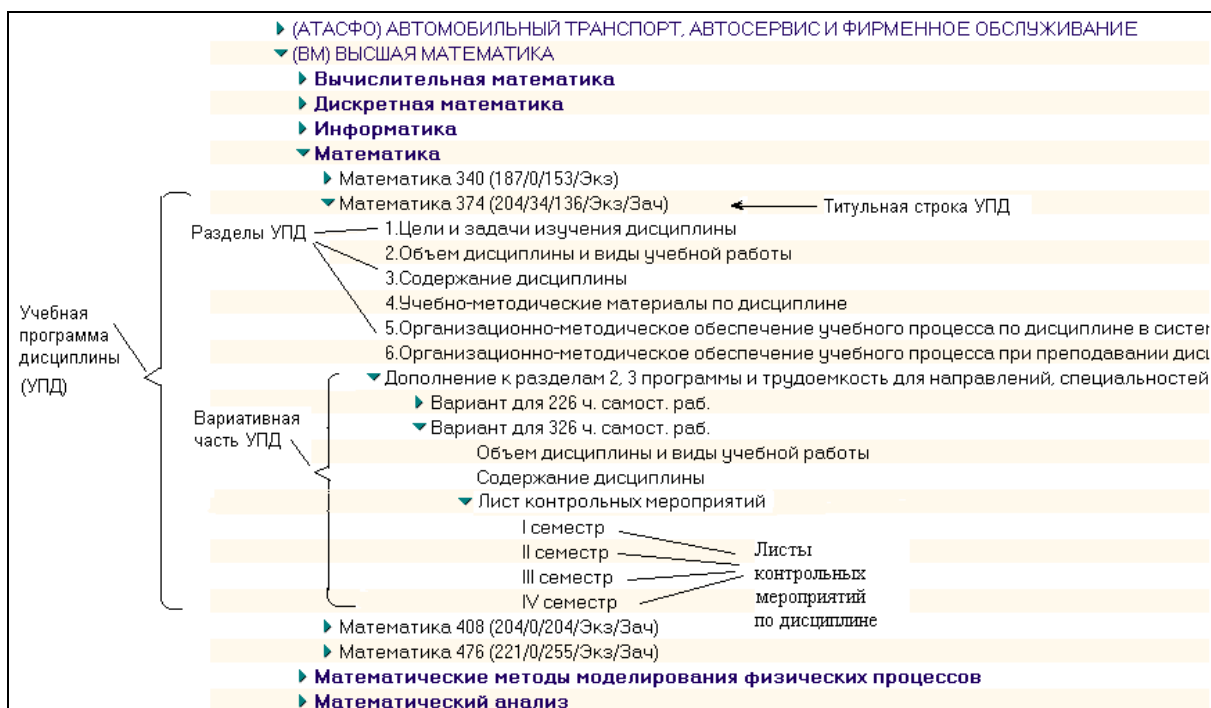 (АТАСФО) АВТОМОБИЛЬНЫЙ ТРАНСПОРТ, АВТОСЕРВИС И ФИРМЕННОЕ ОБСЛУЖИВАНИЕ
(ВМ) ВЫСШАЯ МАТЕМАТИКА
Вычислительная математика
Дискретная математика
Информатика
Математика
Математика 340 (187/0/153/Экз)
Математика 374 (204/34/136/Экз/Зач)
Титульная строка УПД
Разделы УПД
1.Цели и задачи изучения дисциплины
2.Объем дисциплины и виды учебной работы
3.Содержание дисциплины
4.Учебно-методические материалы по дисциплине
5.Организационно-методическое обеспечение учебного процесса по дисциплине в систем
6.Организационно-методическое обеспечение учебного процесса при преподавании дисц
Учебная
программа
дисциплины
(УПД)
Дополнение к разделам 2, 3 программы и трудоемкость для направлений, специальностей
Вариативная
часть УПД
Вариант для 226 ч. самост. раб.
Вариант для 326 ч. самост. раб.
Объем дисциплины и виды учебной работы
Содержание дисциплины
Лист контрольных мероприятий
I семестр
II семестр
III семестр
IV семестр
Листы
контрольных
мероприятий
по дисциплине
Математика 408 (204/0/204/Экз/Зач)
Математика 476 (221/0/255/Экз/Зач)
Математические методы моделирования физических процессов
Математический анализ